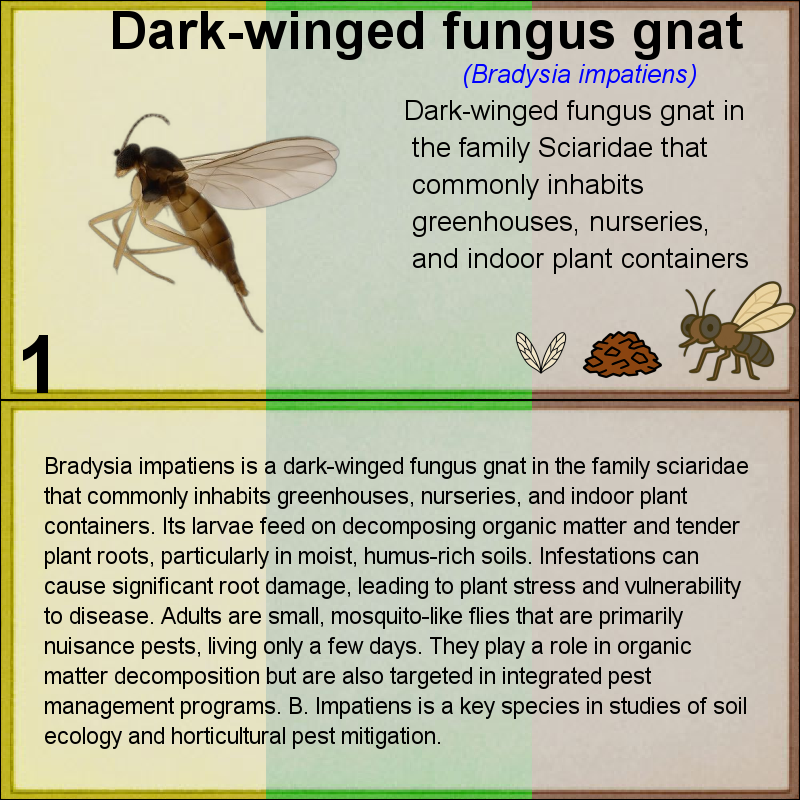 Dark-winged fungus gnat
(Bradysia impatiens)
Dark-winged fungus gnat in
the family Sciaridae that
commonly inhabits
greenhouses, nurseries,
and indoor plant containers
1
Bradysia impatiens is a dark-winged fungus gnat in the family sciaridae
that commonly inhabits greenhouses, nurseries, and indoor plant
containers. Its larvae feed on decomposing organic matter and tender
plant roots, particularly in moist, humus-rich soils. Infestations can
cause significant root damage, leading to plant stress and vulnerability
to disease. Adults are small, mosquito-like flies that are primarily
nuisance pests, living only a few days. They play a role in organic
matter decomposition but are also targeted in integrated pest
management programs. B. Impatiens is a key species in studies of soil
ecology and horticultural pest mitigation.